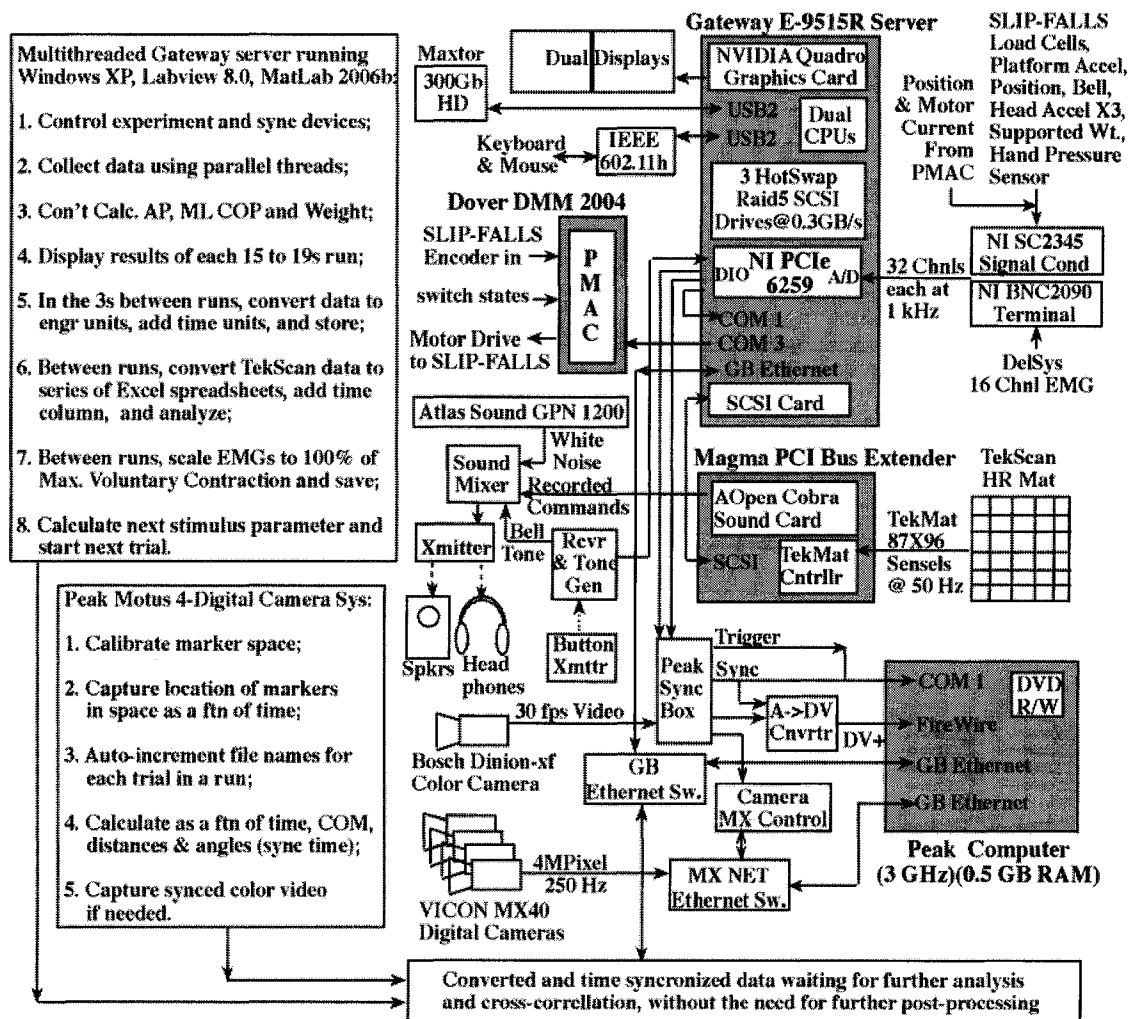 Multithreaded Gateway server running
Windows XP, Labview 8.0, MatLab 2006b:
1. Control experiment and sync devices;
2. Collect data using parallel threads;
3. Con't Calc. AP, ML COP and Weight;
4. Display results of each 15 to 19s run;
5. In the 3s between runs, convert data to
engr units, add time units, and store;
6. Between runs, convert TekScan data to
series of Excel spreadsheets, add time
column, and analyze;
7. Between runs, scale EMGs to 100% of
Max. Voluntary Contraction and save;
8. Calculate next stimulus parameter and
start next trial.
Peak Motus 4-Digital Camera Sys:
1. Calibrate marker space;
2. Capture location of markers
in space as a ftn of time;
3. Auto-increment file names for
each trial in a run;
4. Calculate as a ftn of time, COM,
distances & angles (sync time);
5. Capture synced color video
if needed.
Maxtor
300Gb
HD
Dual Displays
Keyboard
& Mouse
IEEE
602.11h
Gateway E-9515R Server
NVIDIA Quadro
Graphics Card
USB2
USB2
Dual
CPUs
3 HotSwap
Raid5 SCSI
Drives@0.3GB/s
DIO
NI PCIe
6259
A/D
COM 1
COM 3
GB Ethernet
SCSI Card
Position
& Motor
Current
From
PMAC
SLIP-FALLS
Load Cells,
Platform Accel,
Position, Bell,
Head Accel X3,
Supported Wt.,
Hand Pressure
Sensor
32 Chnls
each at
1 kHz
NI SC2345
Signal Cond
NI BNC2090
Terminal
DelSys
16 Chnl EMG
Dover DMM 2004
SLIP-FALLS
Encoder in
switch states
Motor Drive
to SLIP-FALLS
P
M
A
C
Atlas Sound GPN 1200
White
Noise
Sound
Mixer
Recorded
Commands
Xmitter
Bell
Tone
Rcvr
& Tone
Gen
Spkrs
Head
phones
Button
Xmttr
Magma PCI Bus Extender
AOpen Cobra
Sound Card
SCSI
TekMat
Cntrllr
TekScan
HR Mat
TekMat
87X96
Sensels
@ 50 Hz
30 fps Video
Bosch Dinion-xf
Color Camera
Peak
Sync
Box
Trigger
Sync
A->DV
Cnvrtr
DV+
COM 1
DVD
R/W
FireWire
GB Ethernet
GB Ethernet
Peak Computer
(3 GHz)(0.5 GB RAM)
GB
Ethernet Sw.
Camera
MX Control
4MPixel
250 Hz
MX NET
Ethernet Sw.
VICON MX40
Digital Cameras
Converted and time syncronized data waiting for further analysis
and cross-correllation, without the need for further post-processing